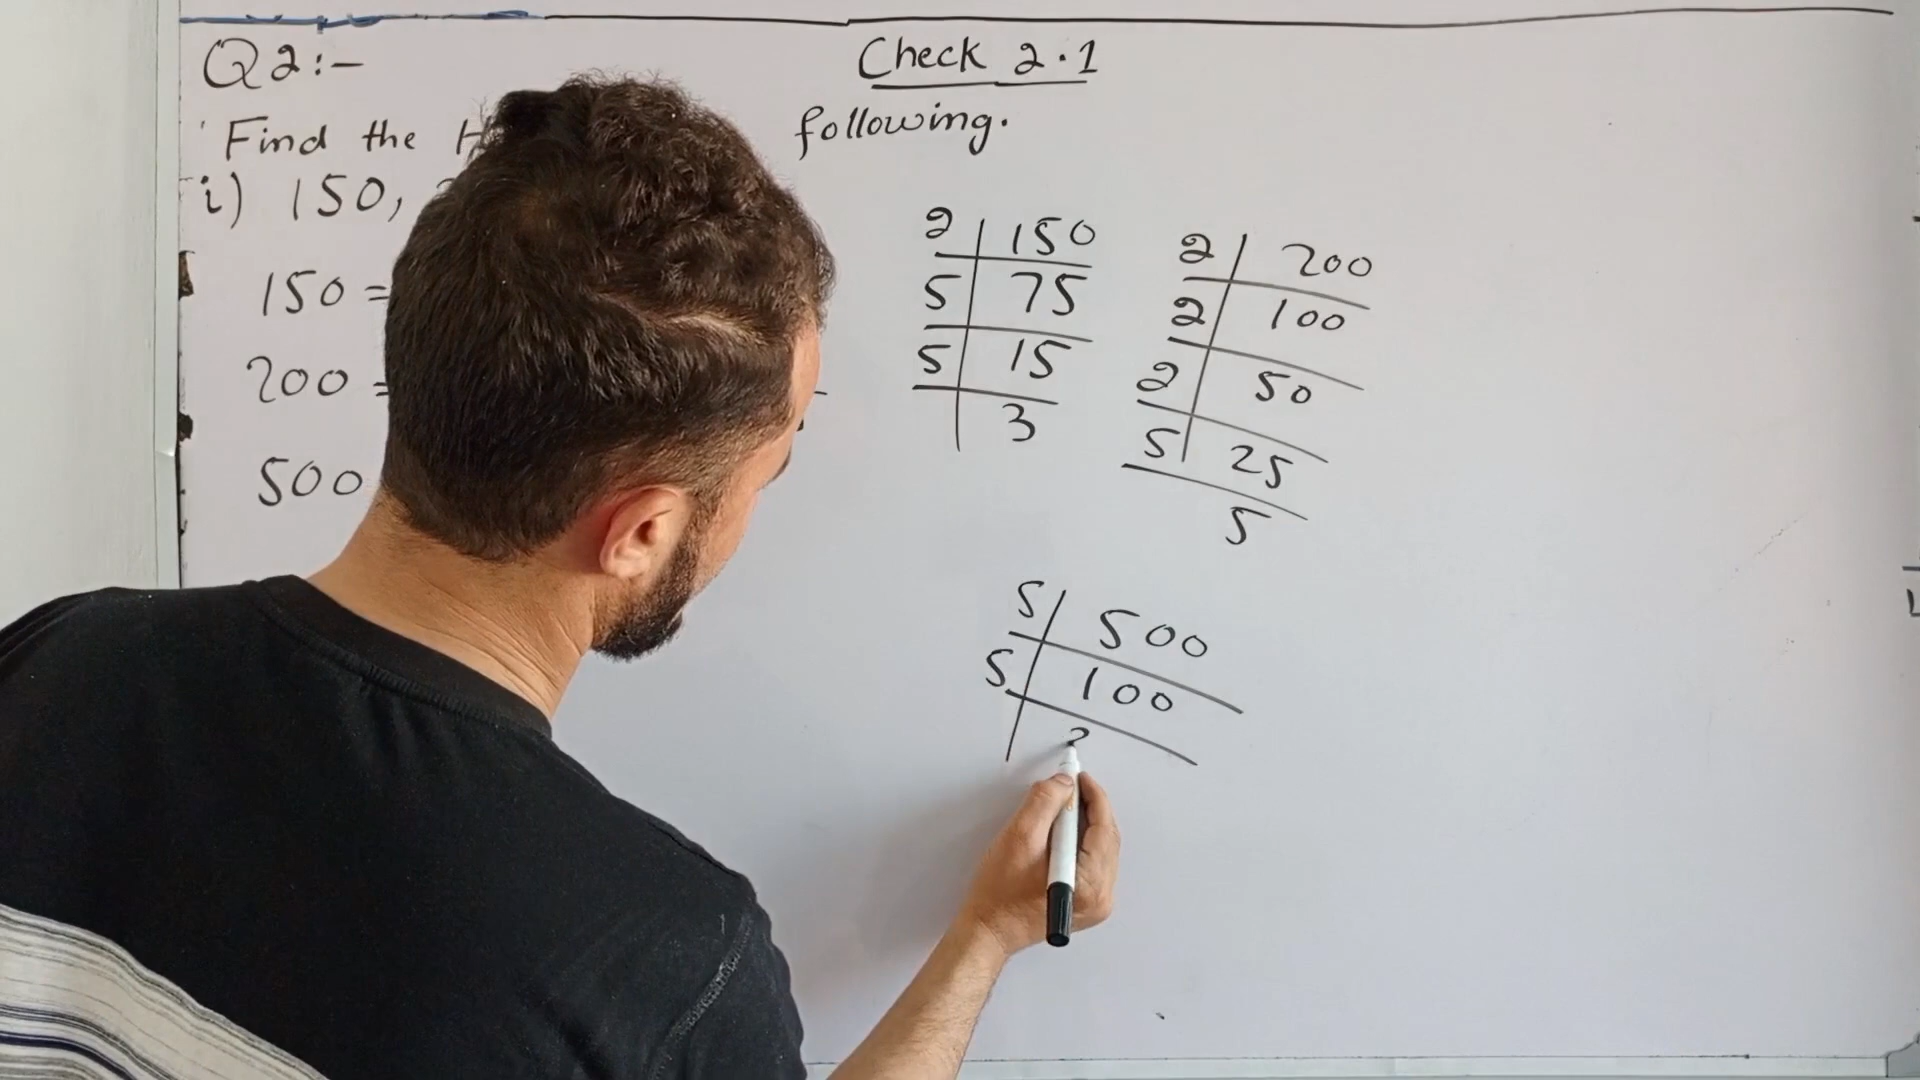 Q2:-
Check 2.1
Find the
following.
i) 150,
150 =
200 =
500
2 | 150
5 | 75
5 | 15
3
2 | 200
2 | 100
2 | 50
5 | 25
5
5 | 500
5 | 100
2